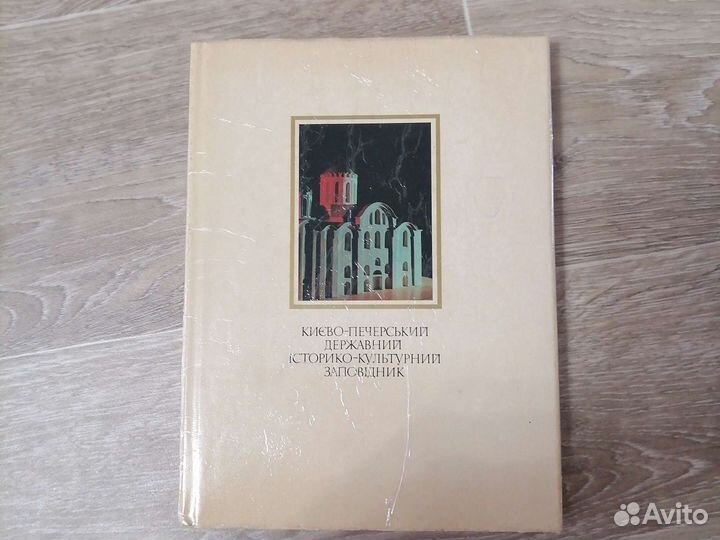 КИЄВО-ПЕЧЕРСЬКИЙ
ДЕРЖАВНИЙ
ІСТОРИКО-КУЛЬТУРНИЙ
ЗАПОВІДНИК
Avito